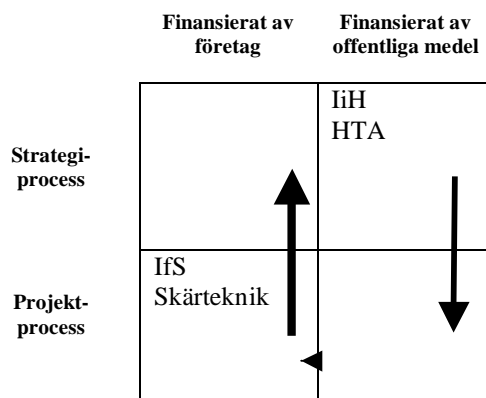 Finansierat av
företag
Finansierat av
offentliga medel
Strategi-
process
IiH
HTA
Projekt-
process
IfS
Skärteknik